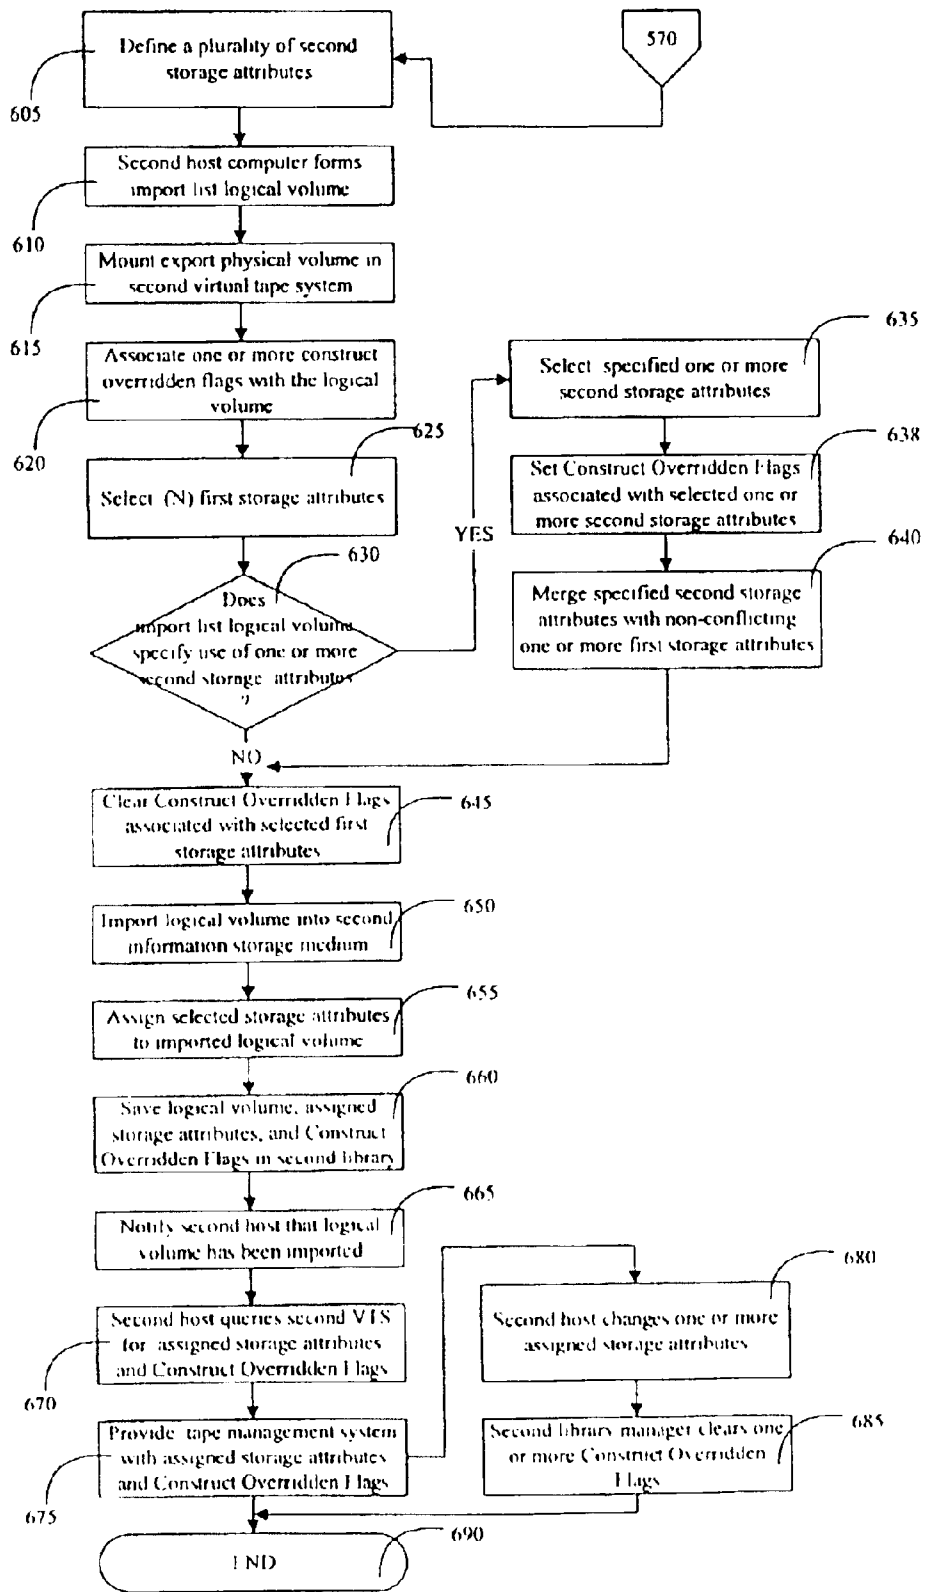 570
Define a plurality of second
storage attributes
605
Second host computer forms
import list logical volume
610
Mount export physical volume in
second virtual tape system
615
Associate one or more construct
overridden flags with the logical
volume
620
625
Select (N) first storage attributes
630
Does
import list logical volume
specify use of one or more
second storage attributes
?
YES
635
Select specified one or more
second storage attributes
638
Set Construct Overridden Flags
associated with selected one or
more second storage attributes
640
Merge specified second storage
attributes with non-conflicting
one or more first storage attributes
NO
Clear Construct Overridden Flags
associated with selected first
storage attributes
645
Import logical volume into second
information storage medium
650
Assign selected storage attributes
to imported logical volume
655
Save logical volume, assigned
storage attributes, and Construct
Overridden Flags in second library
660
Notify second host that logical
volume has been imported
665
Second host queries second VTS
for assigned storage attributes
and Construct Overridden Flags
670
Provide tape management system
with assigned storage attributes
and Construct Overridden Flags
675
680
Second host changes one or more
assigned storage attributes
Second library manager clears one
or more Construct Overridden
Flags
685
END
690